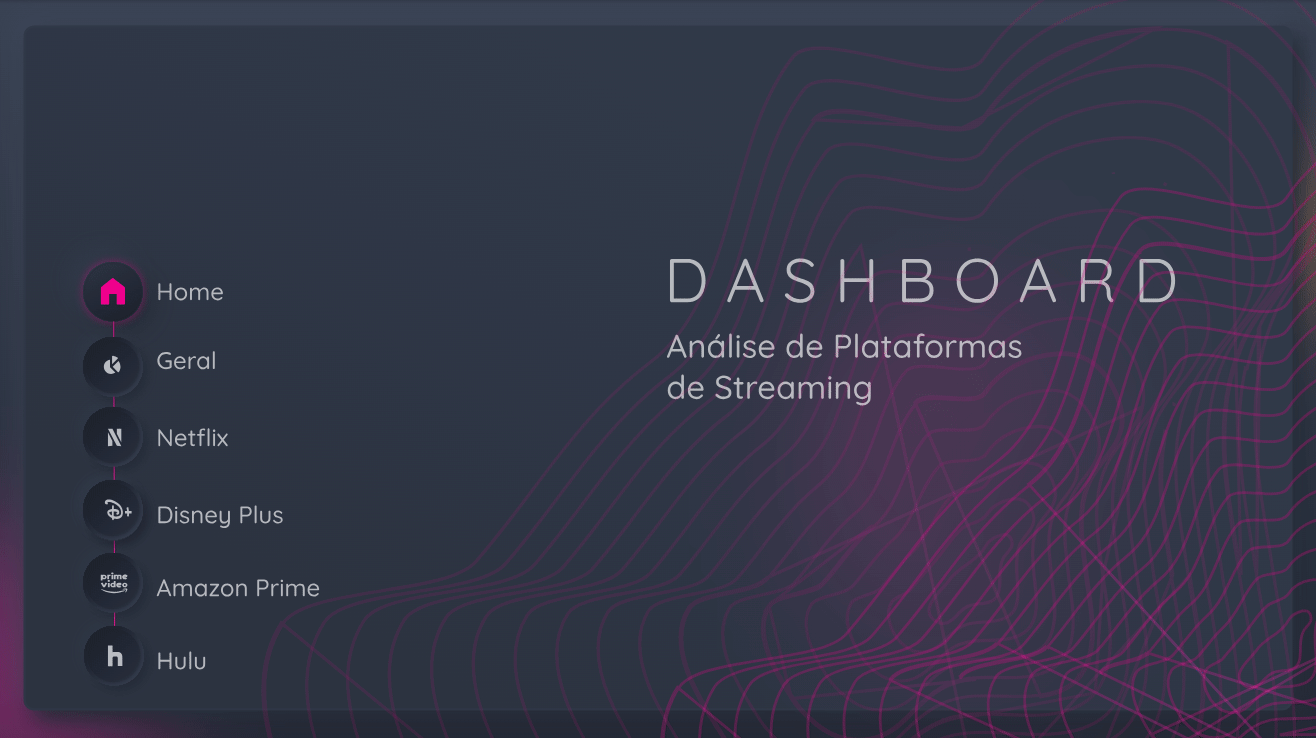 DASHBOARD
Análise de Plataformas
de Streaming
Home
Geral
Netflix
N
Disney Plus
prime
video
Amazon Prime
h
Hulu